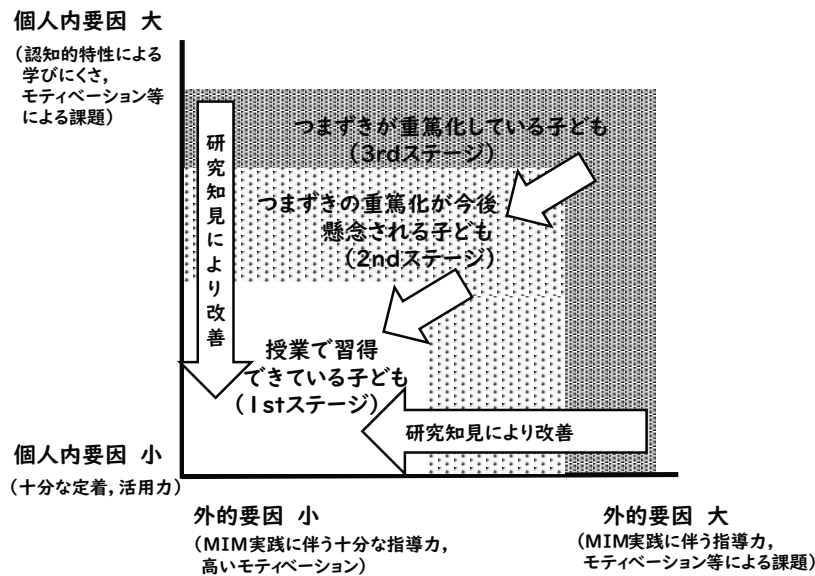 個人内要因 大
（認知的特性による
学びにくさ，
モティベーション等
による課題）
研究知見により改善
つまずきが重篤化している子ども
（3rdステージ）
つまずきの重篤化が今後
懸念される子ども
（2ndステージ）
授業で習得
できている子ども
（1stステージ）
研究知見により改善
個人内要因 小
（十分な定着，活用力）
外的要因 小
（MIM実践に伴う十分な指導力，
高いモティベーション）
外的要因 大
（MIM実践に伴う指導力，
モティベーション等による課題）